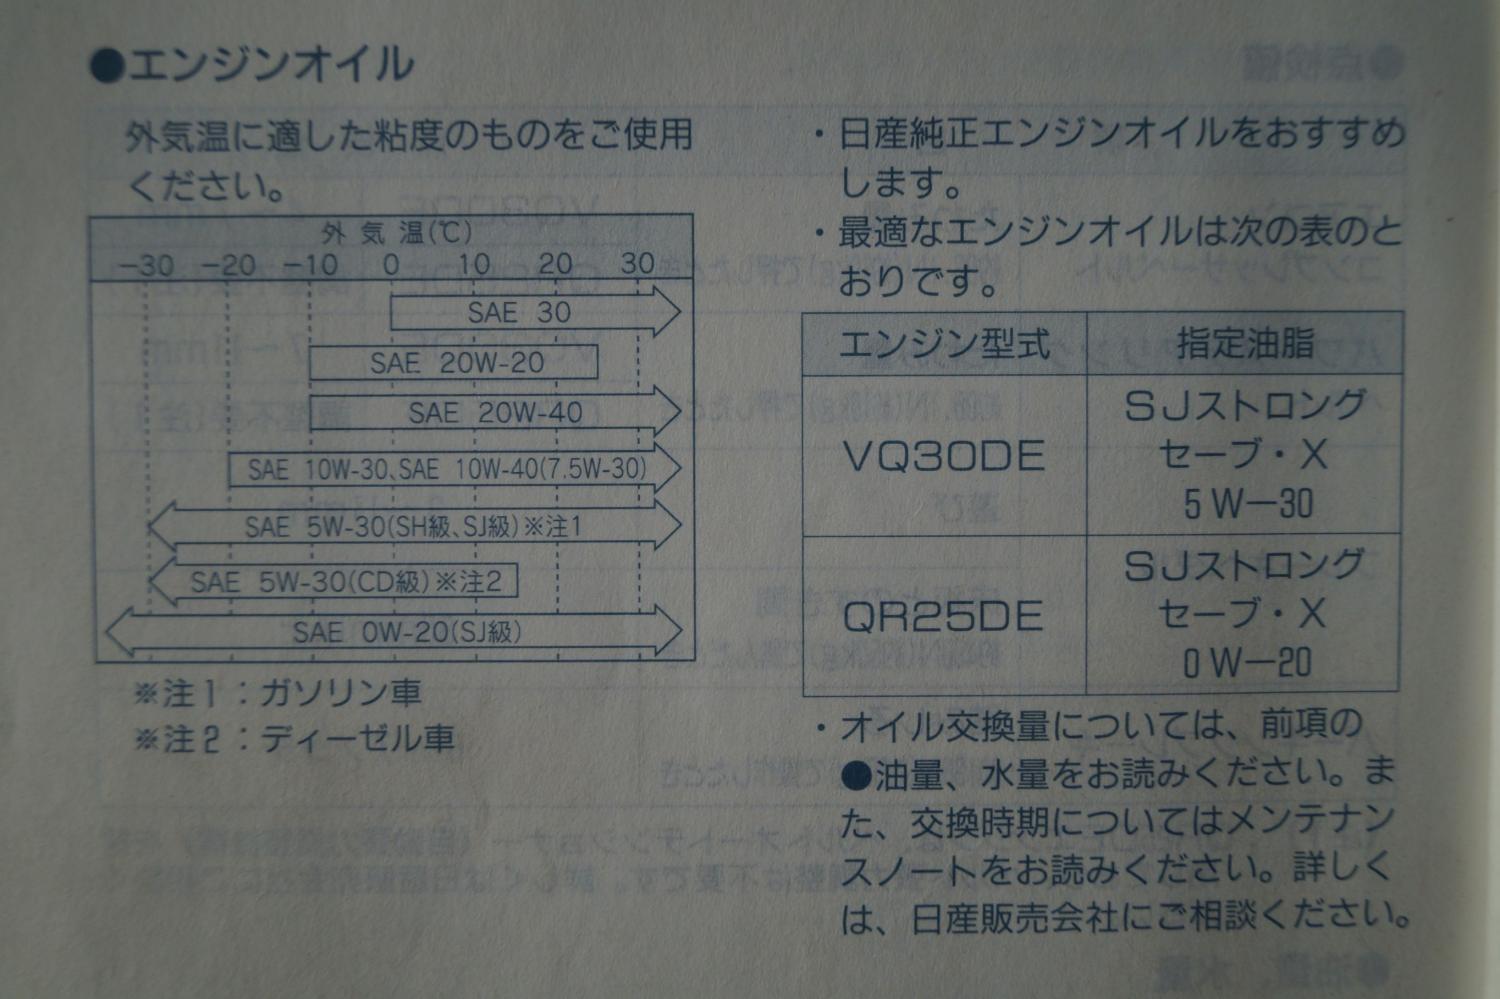 ●エンジンオイル
外気温に適した粘度のものをご使用
ください。
外 気 温(℃)
−30 −20 −10 0 10 20 30
SAE 30
SAE 20W-20
SAE 20W-40
SAE 10W-30、SAE 10W-40(7.5W-30)
SAE 5W-30(SH級、SJ級)※注1
SAE 5W-30(CD級)※注2
SAE 0W-20(SJ級)
※注1：ガソリン車
※注2：ディーゼル車
・日産純正エンジンオイルをおすすめ
します。
・最適なエンジンオイルは次の表のと
おりです。
エンジン型式 指定油脂
VQ30DE
SJストロング
セーブ・X
5W−30
QR25DE
SJストロング
セーブ・X
0W−20
・オイル交換量については、前項の
●油量、水量をお読みください。ま
た、交換時期についてはメンテナン
スノートをお読みください。詳しく
は、日産販売会社にご相談ください。